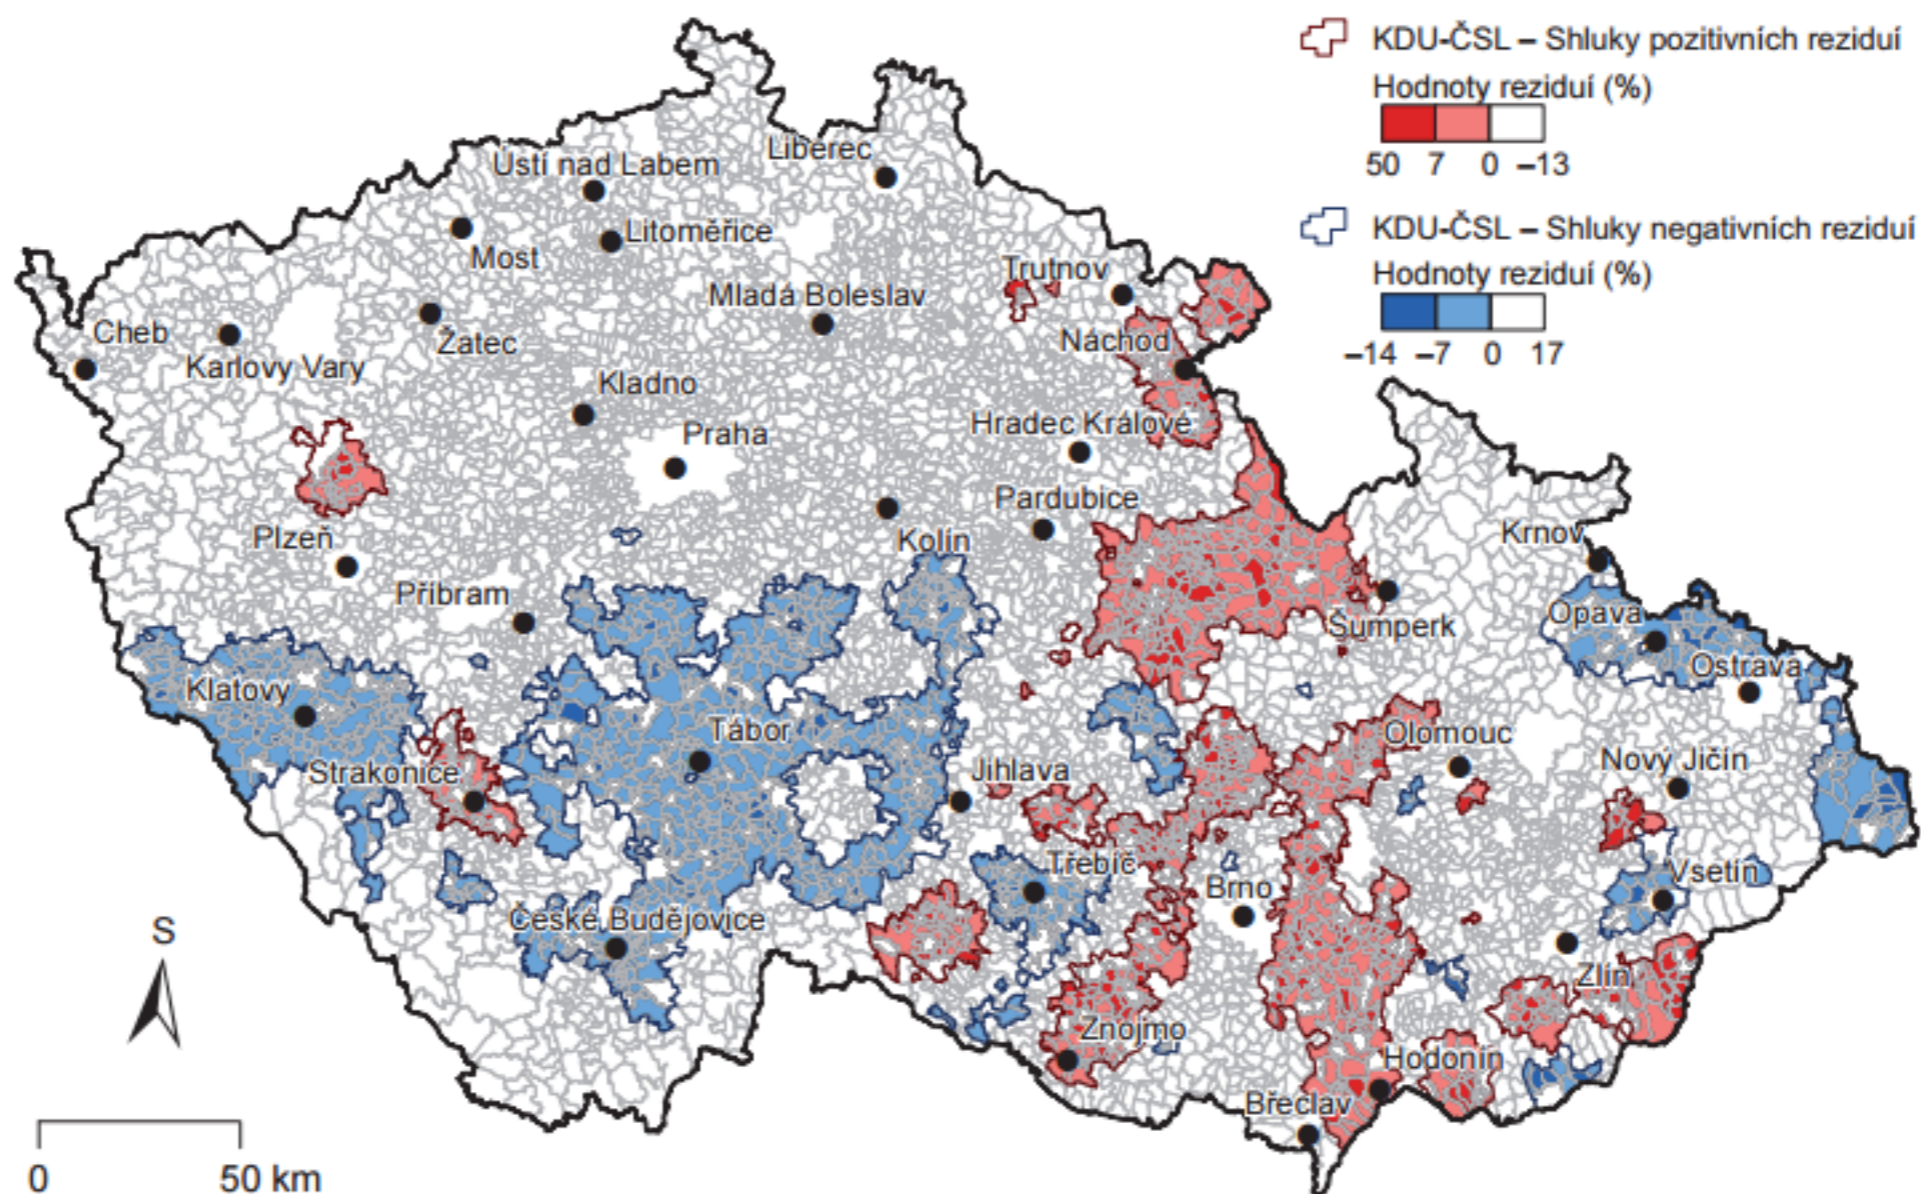 KDU-ČSL – Shluky pozitivních reziduí
Hodnoty reziduí (%)
50 7 0 –13
KDU-ČSL – Shluky negativních reziduí
Hodnoty reziduí (%)
–14 –7 0 17
Liberec
Ústí nad Labem
Litoměřice
Most
Trutnov
Mladá Boleslav
Cheb
Žatec
Náchod
Karlovy Vary
Kladno
Hradec Králové
Praha
Pardubice
Plzeň
Kolín
Krnov
Příbram
Opava
Šumperk
Ostrava
Klatovy
Tábor
Olomouc
Nový Jičín
Strakonice
Jihlava
Třebíč
Vsetín
Brno
České Budějovice
S
Zlín
Znojmo
Hodonín
Břeclav
0 50 km